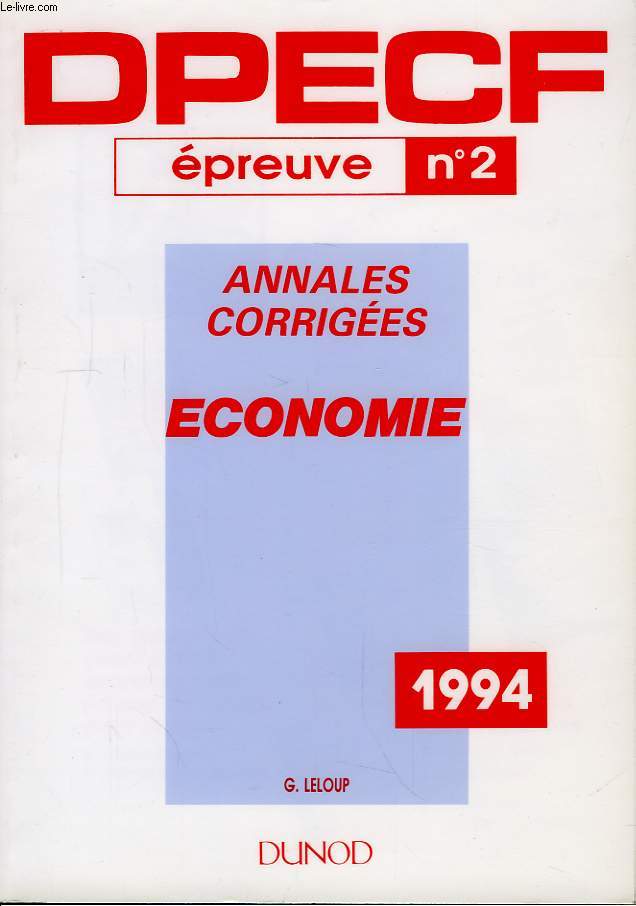 Le-livre.com
DPECF
épreuve n°2
ANNALES
CORRIGÉES
ECONOMIE
1994
G. LELOUP
DUNOD